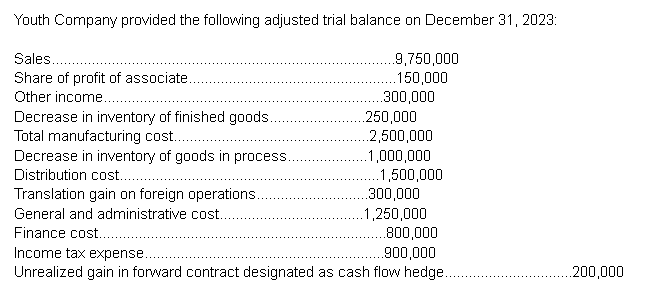 Youth Company provided the following adjusted trial balance on December 31, 2023:
Sales..........................................................................................9,750,000
Share of profit of associate......................................................150,000
Other income.........................................................................300,000
Decrease in inventory of finished goods........................250,000
Total manufacturing cost...................................................2,500,000
Decrease in inventory of goods in process....................1,000,000
Distribution cost....................................................................1,500,000
Translation gain on foreign operations............................300,000
General and administrative cost.....................................1,250,000
Finance cost..........................................................................800,000
Income tax expense..............................................................900,000
Unrealized gain in forward contract designated as cash flow hedge.................................200,000